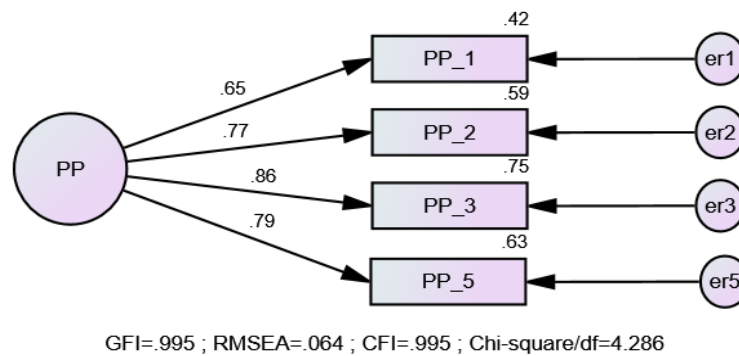 .42
PP_1
er1
.65
.59
.77
PP_2
er2
.75
PP
.86
PP_3
er3
.79
.63
PP_5
er5
GFI=.995 ; RMSEA=.064 ; CFI=.995 ; Chi-square/df=4.286